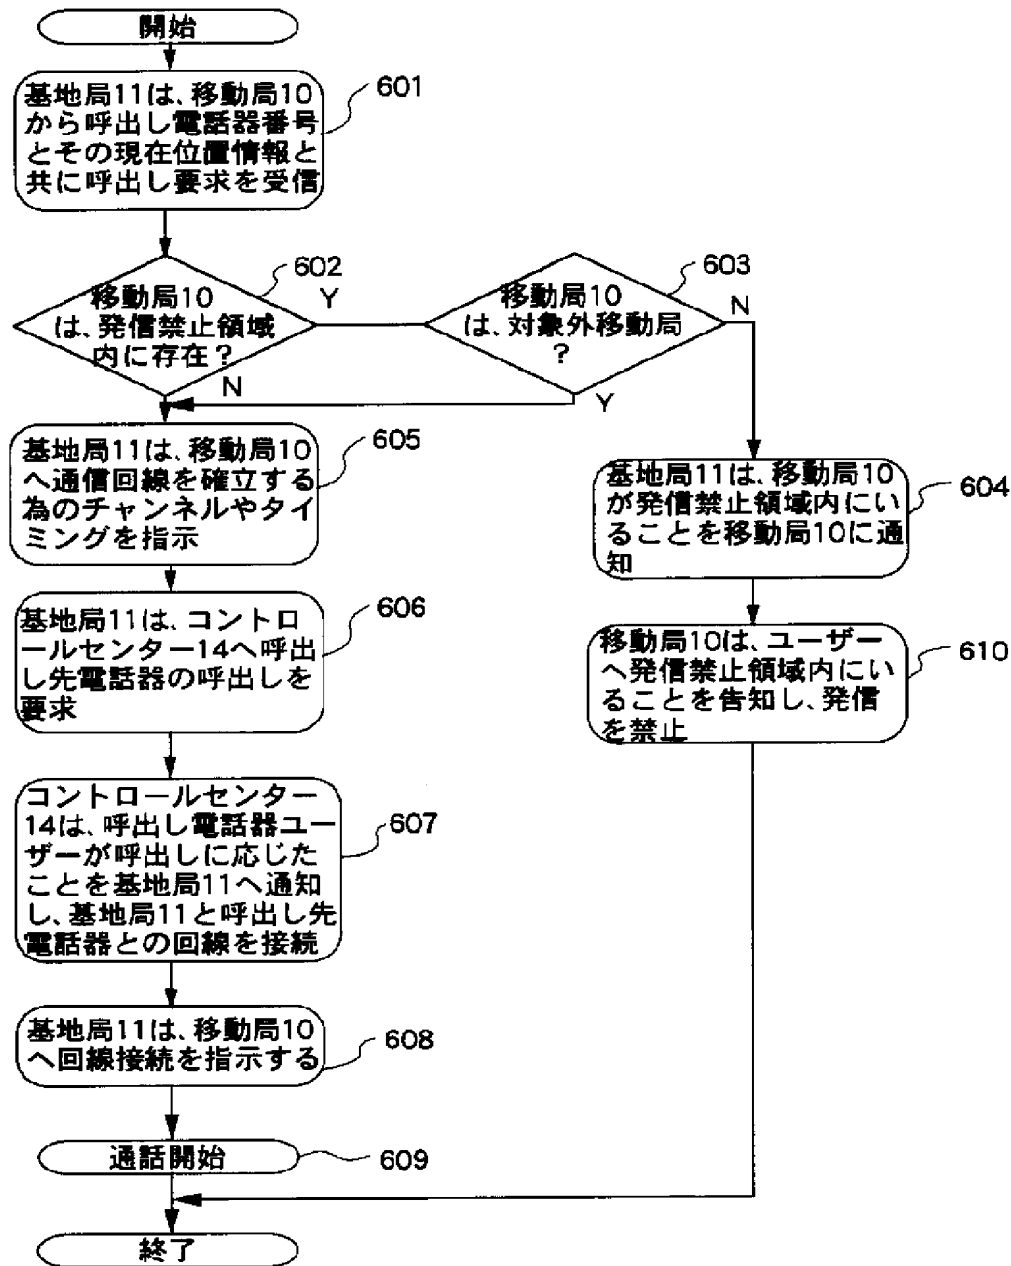 開始
基地局11は、移動局10
から呼出し電話器番号
とその現在位置情報と
共に呼出し要求を受信
601
移動局10
は、発信禁止領域
内に存在？
602
Y
N
移動局10
は、対象外移動局
？
603
N
Y
基地局11は、移動局10
へ通信回線を確立する
為のチャンネルやタイ
ミングを指示
605
基地局11は、移動局10
が発信禁止領域内にい
ることを移動局10に通
知
604
基地局11は、コントロ
ールセンター14へ呼出
し先電話器の呼出しを
要求
606
移動局10は、ユーザー
へ発信禁止領域内にい
ることを告知し、発信
を禁止
610
コントロールセンター
14は、呼出し電話器ユー
ザーが呼出しに応じた
ことを基地局11へ通知
し、基地局11と呼出し先
電話器との回線を接続
607
基地局11は、移動局10
へ回線接続を指示する
608
通話開始
609
終了